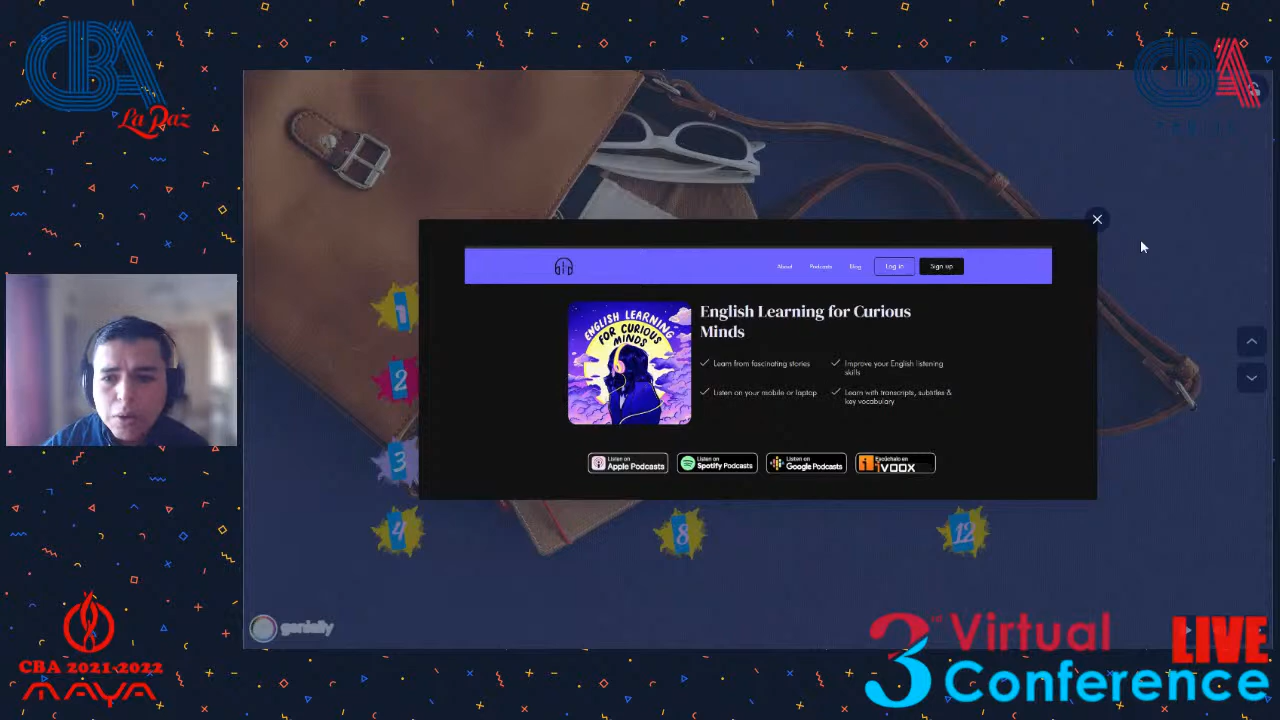 CBA
La Paz
CBA
TARIJA
About
Podcasts
Blog
Log in
Sign up
ENGLISH LEARNING
FOR CURIOUS
MINDS
English Learning for Curious
Minds
Learn from fascinating stories
Improve your English listening
skills
Listen on your mobile or laptop
Learn with transcripts, subtitles &
key vocabulary
Listen on
Apple Podcasts
Listen on
Spotify Podcasts
Listen on
Google Podcasts
Escúchalo en
iVOOX
1
2
3
4
8
12
genially
CBA 2021-2022
MAYA
3rd Virtual
Conference
LIVE